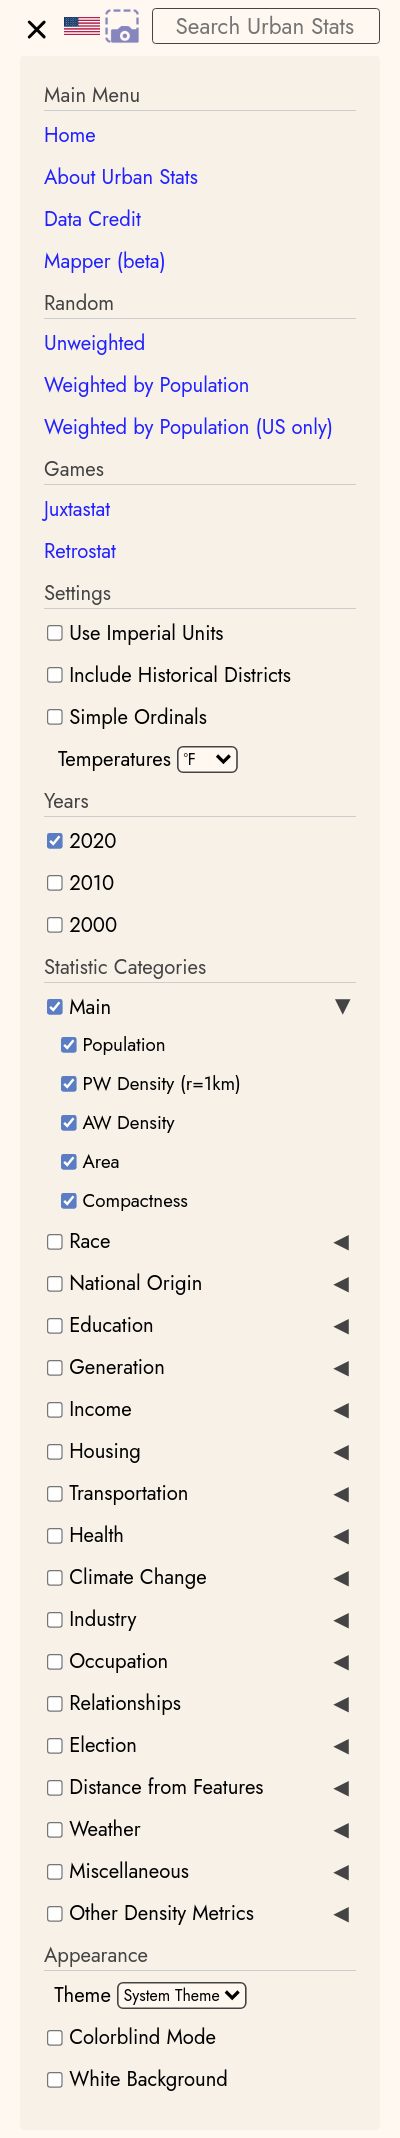 Search Urban Stats
Main Menu
Home
About Urban Stats
Data Credit
Mapper (beta)
Random
Unweighted
Weighted by Population
Weighted by Population (US only)
Games
Juxtastat
Retrostat
Settings
Use Imperial Units
Include Historical Districts
Simple Ordinals
Temperatures °F
Years
2020
2010
2000
Statistic Categories
Main
Population
PW Density (r=1km)
AW Density
Area
Compactness
Race
National Origin
Education
Generation
Income
Housing
Transportation
Health
Climate Change
Industry
Occupation
Relationships
Election
Distance from Features
Weather
Miscellaneous
Other Density Metrics
Appearance
Theme System Theme
Colorblind Mode
White Background